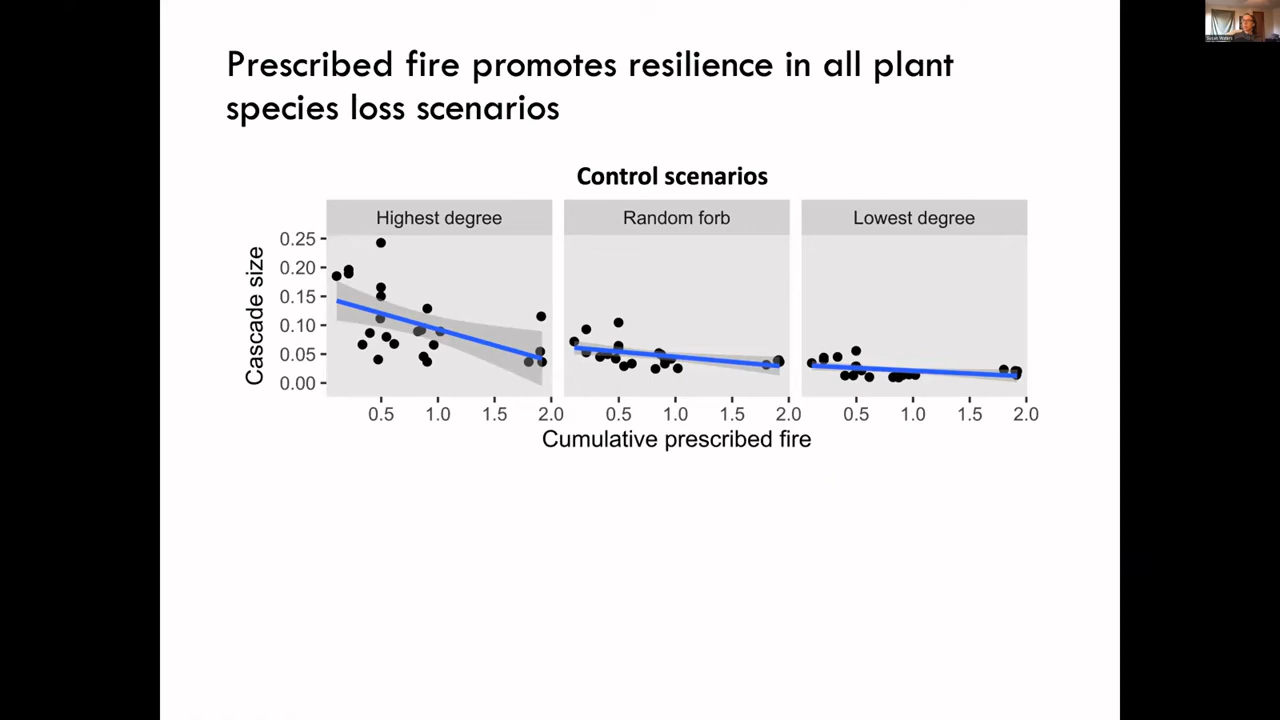 Prescribed fire promotes resilience in all plant
species loss scenarios
Control scenarios
Highest degree Random forb Lowest degree
Cascade size
0.25
0.20
0.15
0.10
0.05
0.00
0.5 1.0 1.5 2.0 0.5 1.0 1.5 2.0 0.5 1.0 1.5 2.0
Cumulative prescribed fire